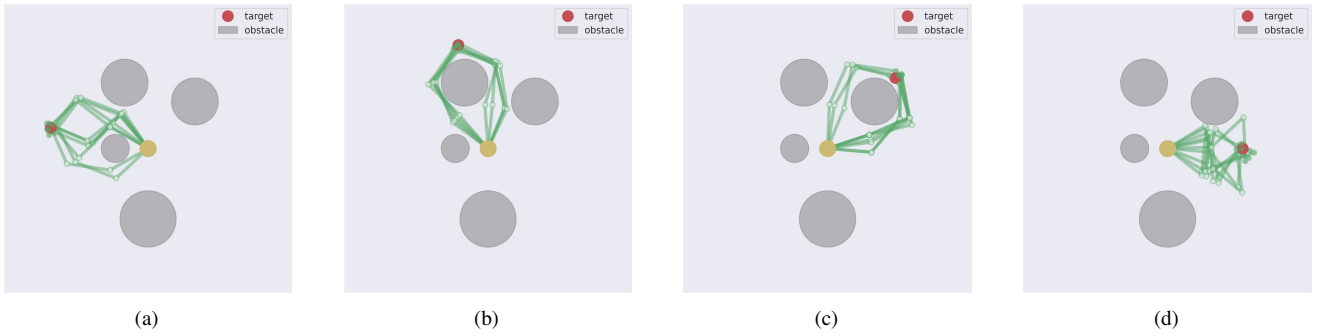 target
obstacle
target
obstacle
target
obstacle
target
obstacle
(a)
(b)
(c)
(d)